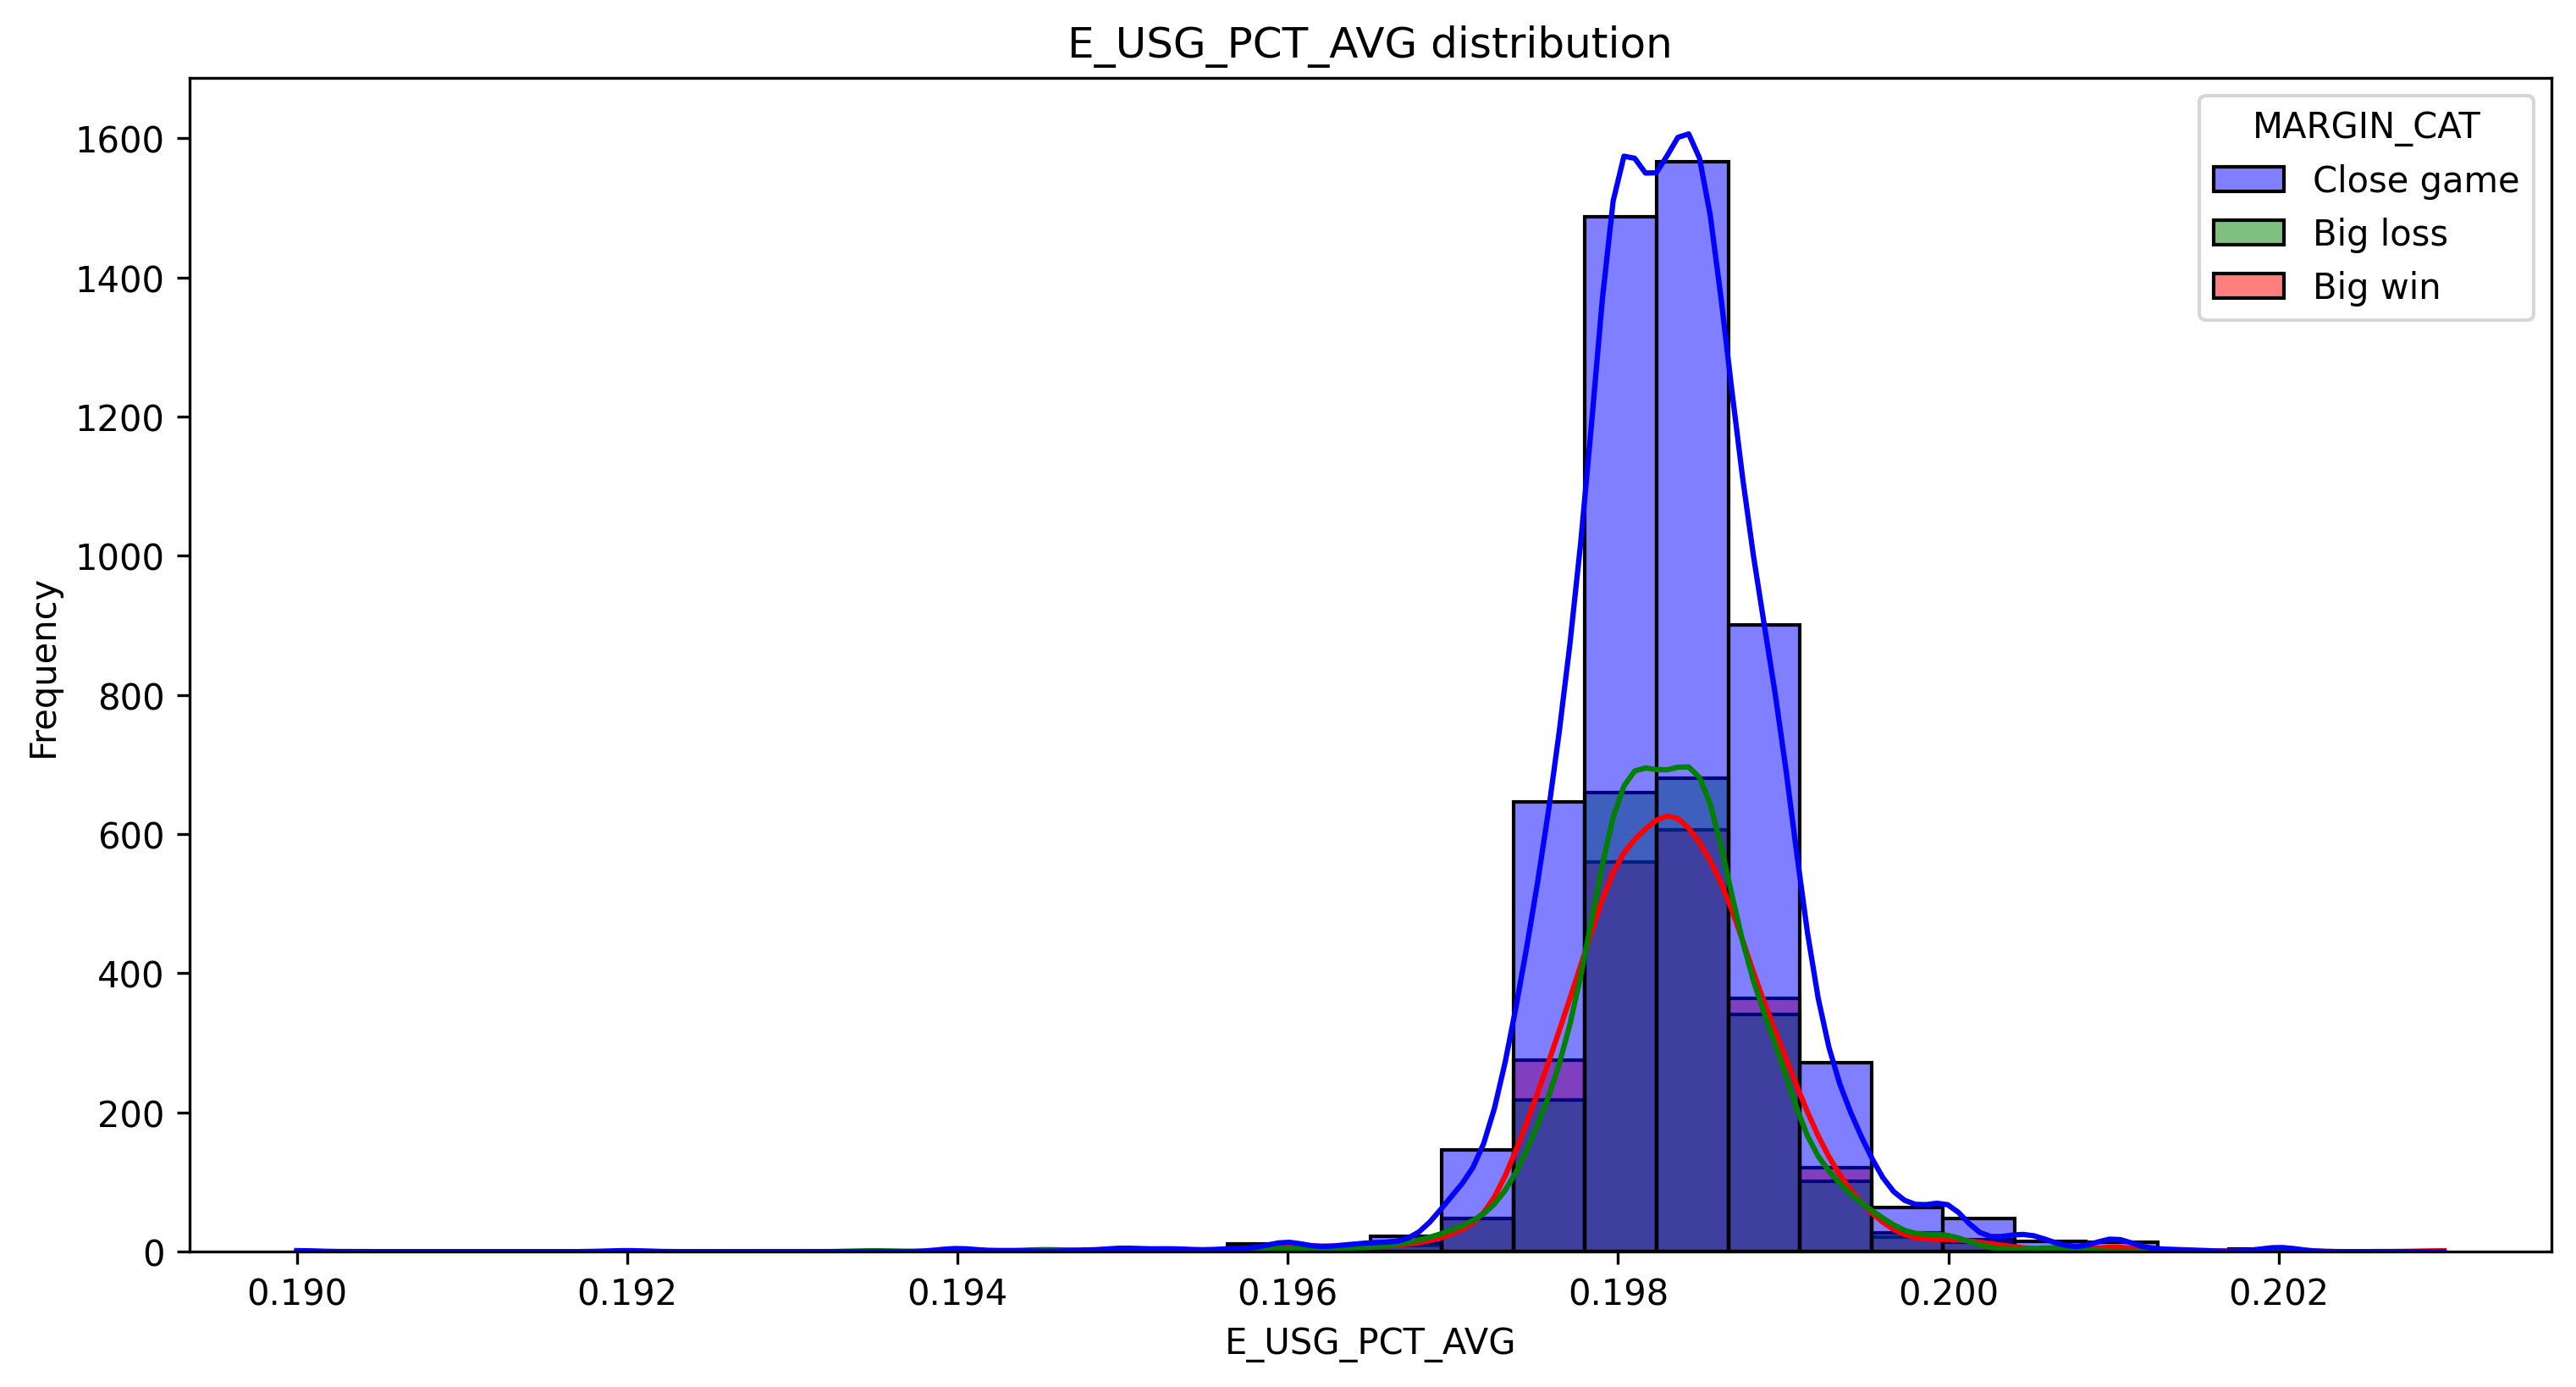 E_USG_PCT_AVG distribution
MARGIN_CAT
Close game
Big loss
Big win
Frequency
1600
1400
1200
1000
800
600
400
200
0
0.190 0.192 0.194 0.196 0.198 0.200 0.202
E_USG_PCT_AVG